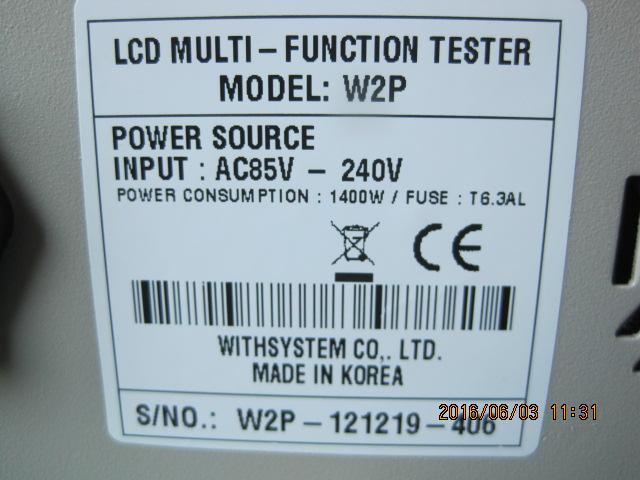 LCD MULTI-FUNCTION TESTER
MODEL: W2P
POWER SOURCE
INPUT : AC85V - 240V
POWER CONSUMPTION : 1400W / FUSE : T6.3AL
CE
WITHSYSTEM CO,. LTD.
MADE IN KOREA
S/NO.: W2P-121219-406
2016/06/03 11:31